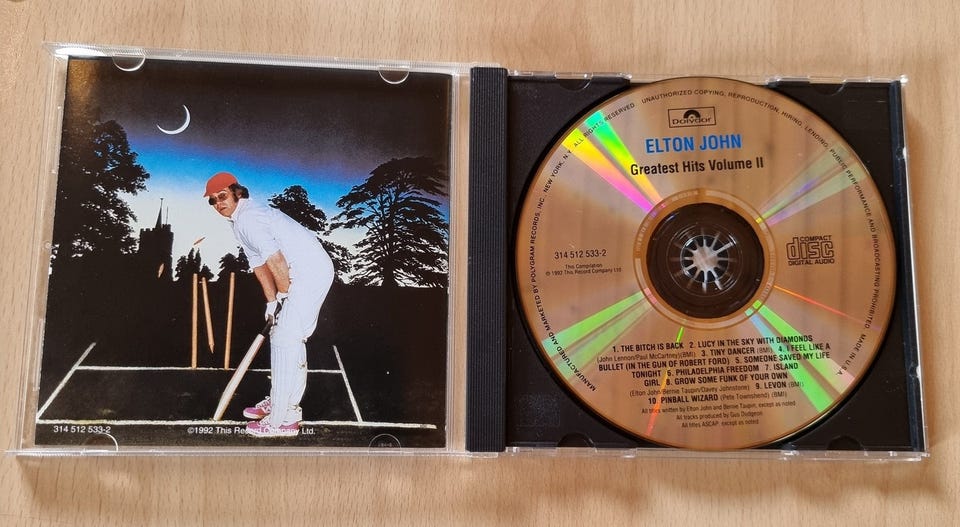 314 512 533-2
©1992 This Record Company Ltd.
MANUFACTURED AND MARKETED BY POLYGRAM RECORDS, INC., NEW YORK, N.Y. ALL RIGHTS RESERVED. UNAUTHORIZED COPYING, REPRODUCTION, HIRING, LENDING, PUBLIC PERFORMANCE AND BROADCASTING PROHIBITED. MADE IN U.S.A.
Polydor
ELTON JOHN
Greatest Hits Volume II
314 512 533-2
This Compilation
℗ 1992 This Record Company Ltd
COMPACT
disc
DIGITAL AUDIO
1. THE BITCH IS BACK 2. LUCY IN THE SKY WITH DIAMONDS
(John Lennon/Paul McCartney)(BMI) 3. TINY DANCER (BMI) 4. I FEEL LIKE A
BULLET (IN THE GUN OF ROBERT FORD) 5. SOMEONE SAVED MY LIFE
TONIGHT 6. PHILADELPHIA FREEDOM 7. ISLAND
GIRL 8. GROW SOME FUNK OF YOUR OWN
(Elton John/Bernie Taupin/Davey Johnstone) 9. LEVON (BMI)
10 PINBALL WIZARD (Pete Townshend) (BMI)
All titles written by Elton John and Bernie Taupin, except as noted
All tracks produced by Gus Dudgeon
All titles ASCAP. except as noted